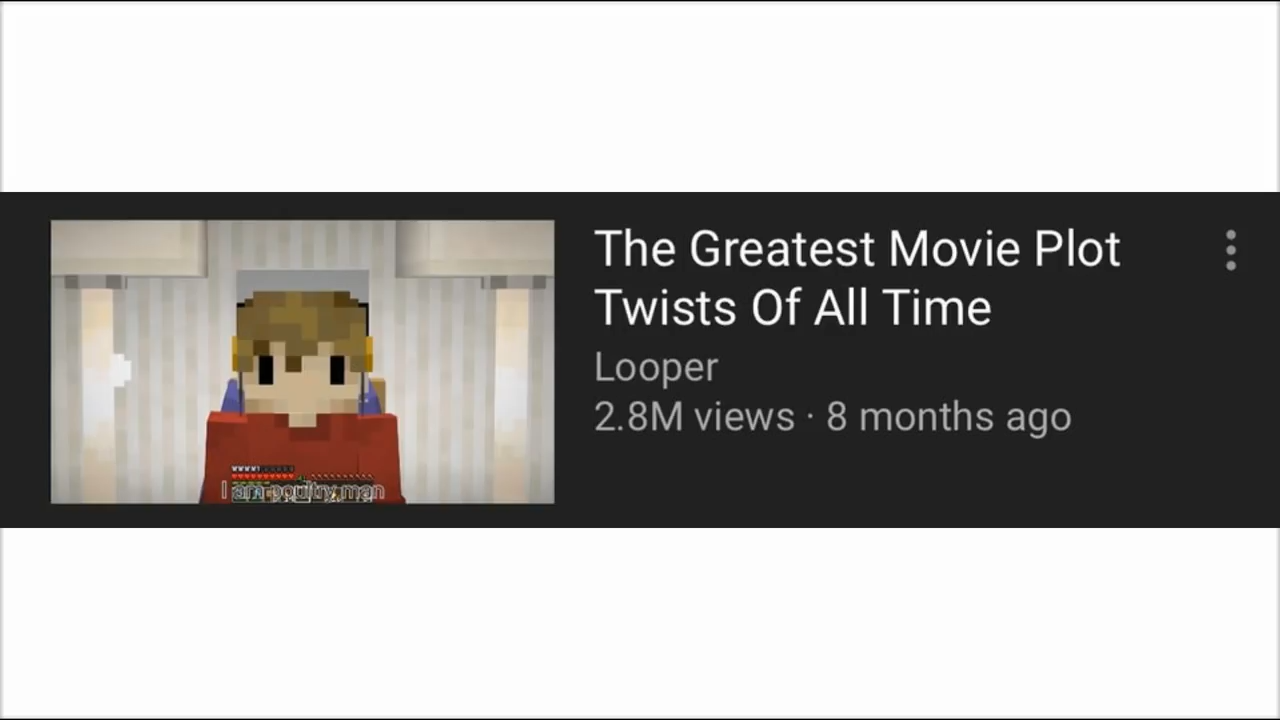 The Greatest Movie Plot
Twists Of All Time
Looper
2.8M views · 8 months ago
I am poultry man